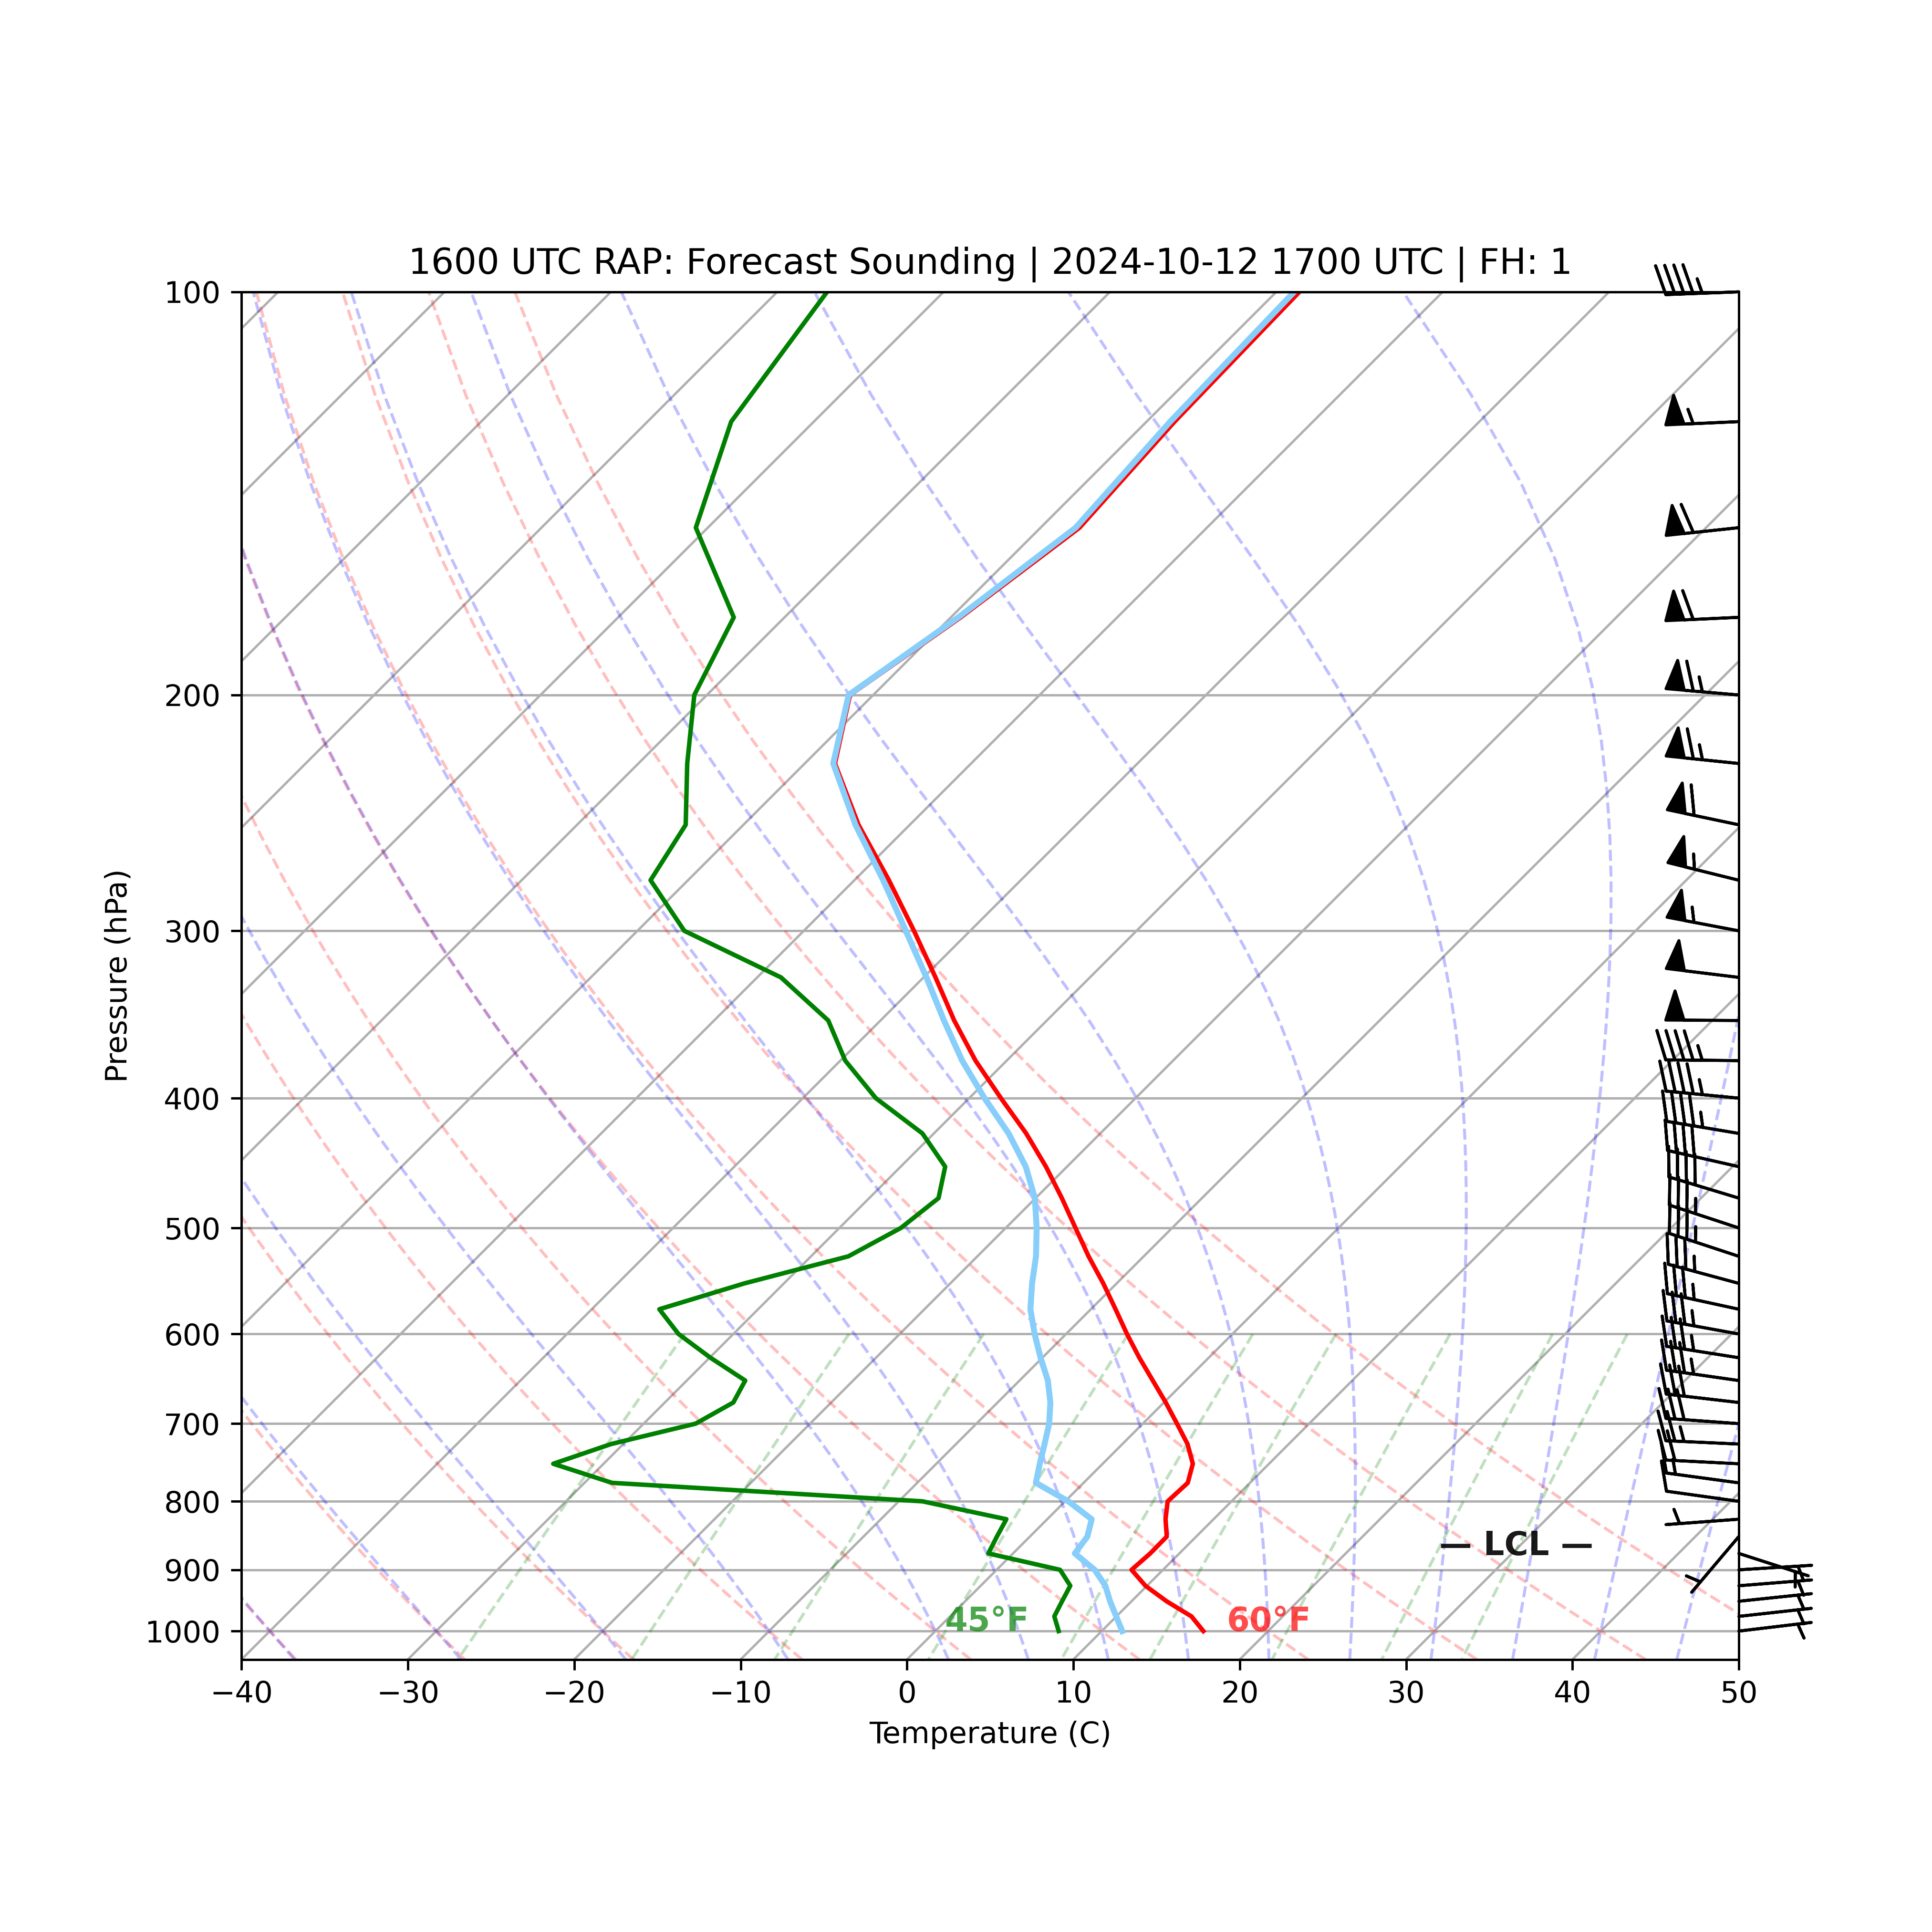 1600 UTC RAP: Forecast Sounding | 2024-10-12 1700 UTC | FH: 1
100
200
300
400
500
600
700
800
900
1000
Pressure (hPa)
— LCL —
45°F
60°F
−40 −30 −20 −10 0 10 20 30 40 50
Temperature (C)